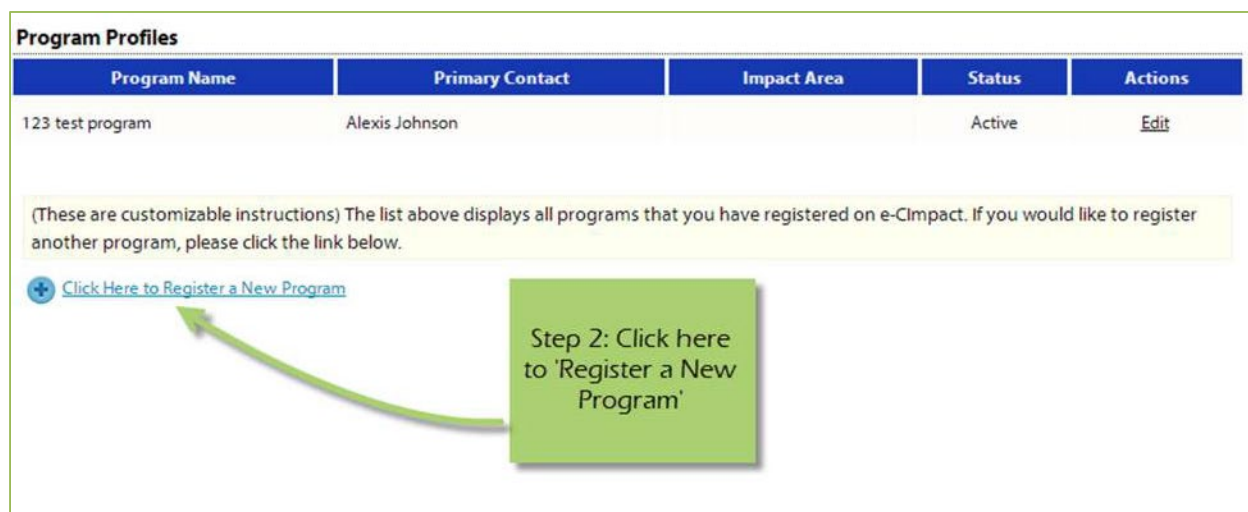 Program Profiles
Program Name Primary Contact Impact Area Status Actions
123 test program Alexis Johnson Active Edit
(These are customizable instructions) The list above displays all programs that you have registered on e-CImpact. If you would like to register
another program, please click the link below.
Click Here to Register a New Program
Step 2: Click here
to 'Register a New
Program'